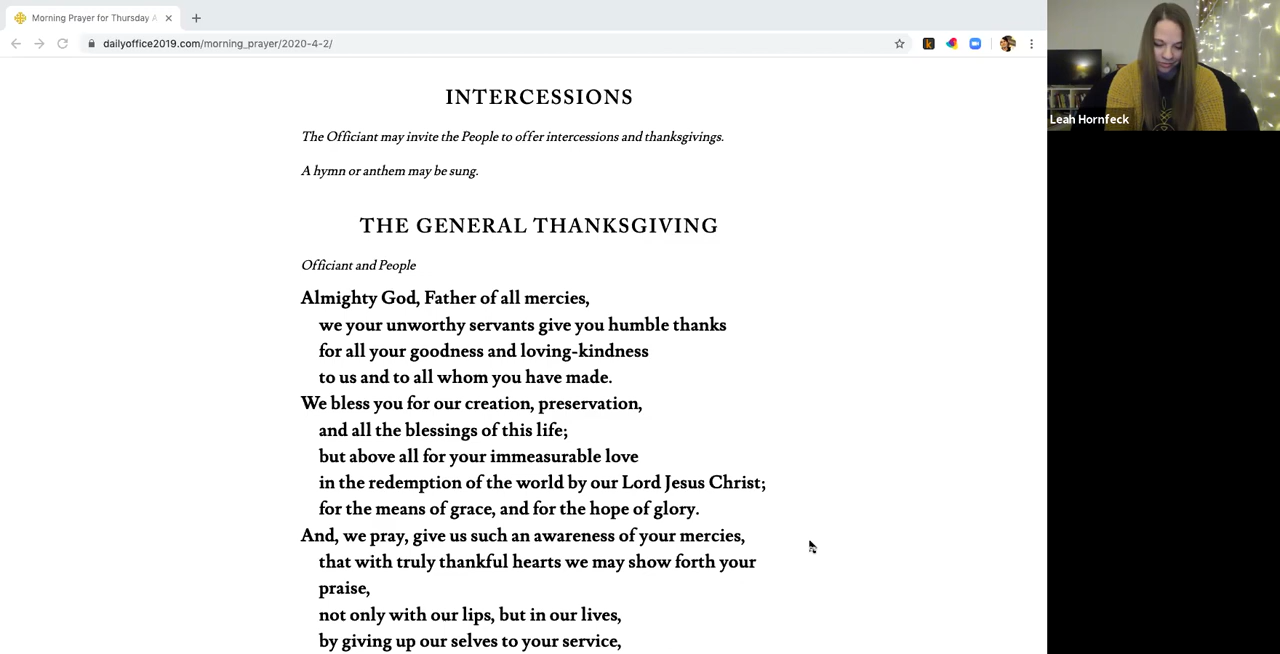 Morning Prayer for Thursday A
dailyoffice2019.com/morning_prayer/2020-4-2/
Leah Hornfeck
INTERCESSIONS
The Officiant may invite the People to offer intercessions and thanksgivings.
A hymn or anthem may be sung.
THE GENERAL THANKSGIVING
Officiant and People
Almighty God, Father of all mercies,
we your unworthy servants give you humble thanks
for all your goodness and loving-kindness
to us and to all whom you have made.
We bless you for our creation, preservation,
and all the blessings of this life;
but above all for your immeasurable love
in the redemption of the world by our Lord Jesus Christ;
for the means of grace, and for the hope of glory.
And, we pray, give us such an awareness of your mercies,
that with truly thankful hearts we may show forth your
praise,
not only with our lips, but in our lives,
by giving up our selves to your service,